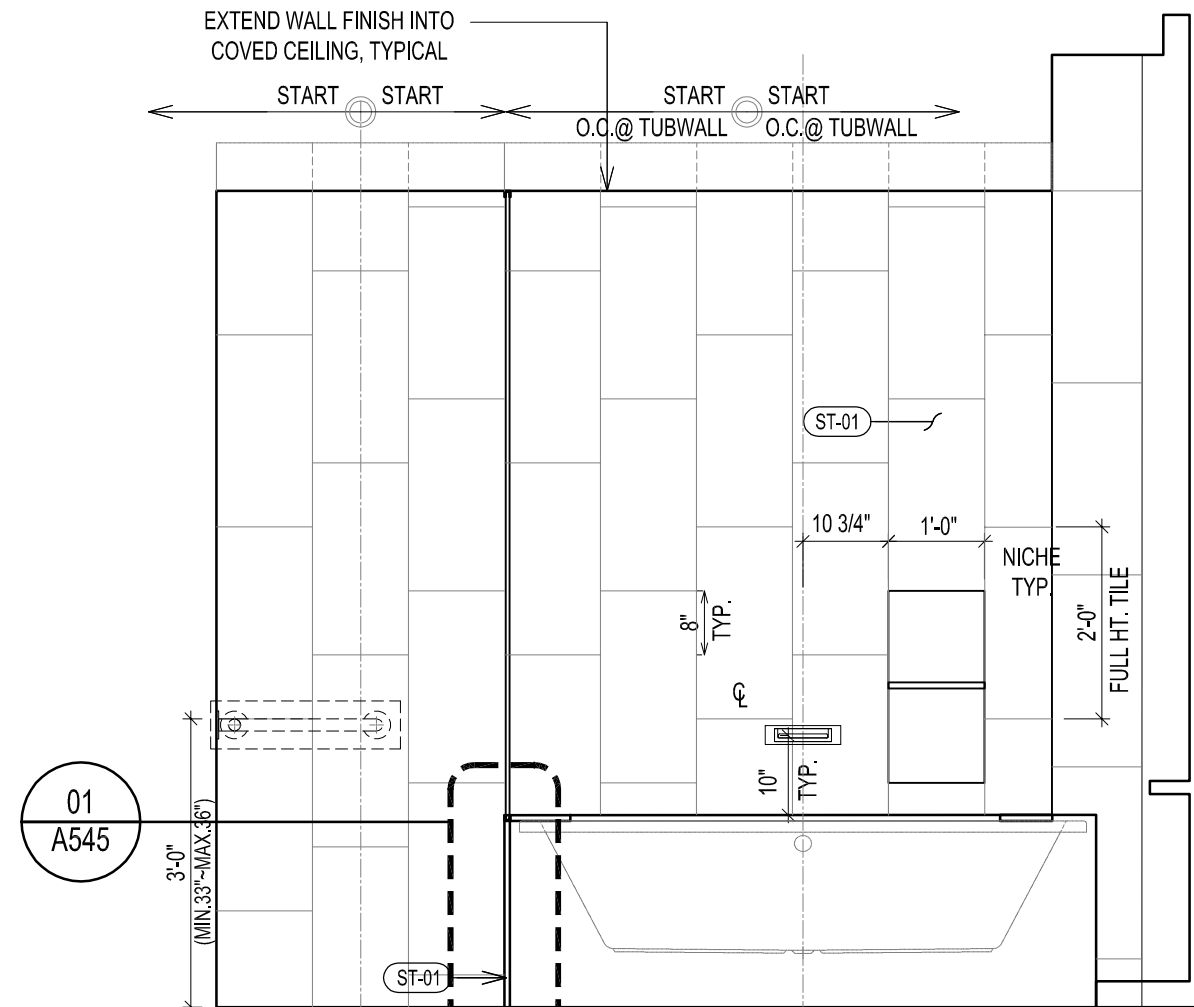 EXTEND WALL FINISH INTO
COVED CEILING, TYPICAL
START START
START START
O.C.@ TUBWALL O.C.@ TUBWALL
ST-01
10 3/4" 1'-0"
NICHE
TYP.
8"
TYP.
2'-0"
FULL HT. TILE
℄
10"
TYP.
01
A545
3'-0"
(MIN.33"~MAX.36")
ST-01